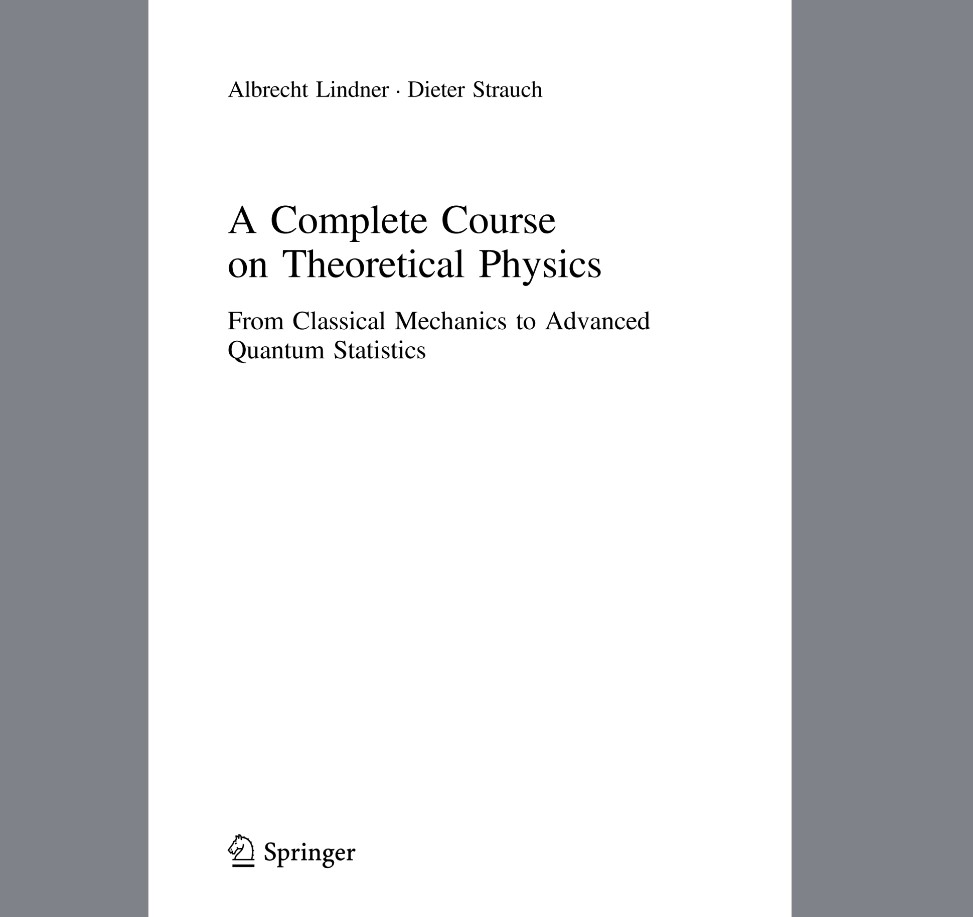 Albrecht Lindner · Dieter Strauch
A Complete Course
on Theoretical Physics
From Classical Mechanics to Advanced
Quantum Statistics
Springer